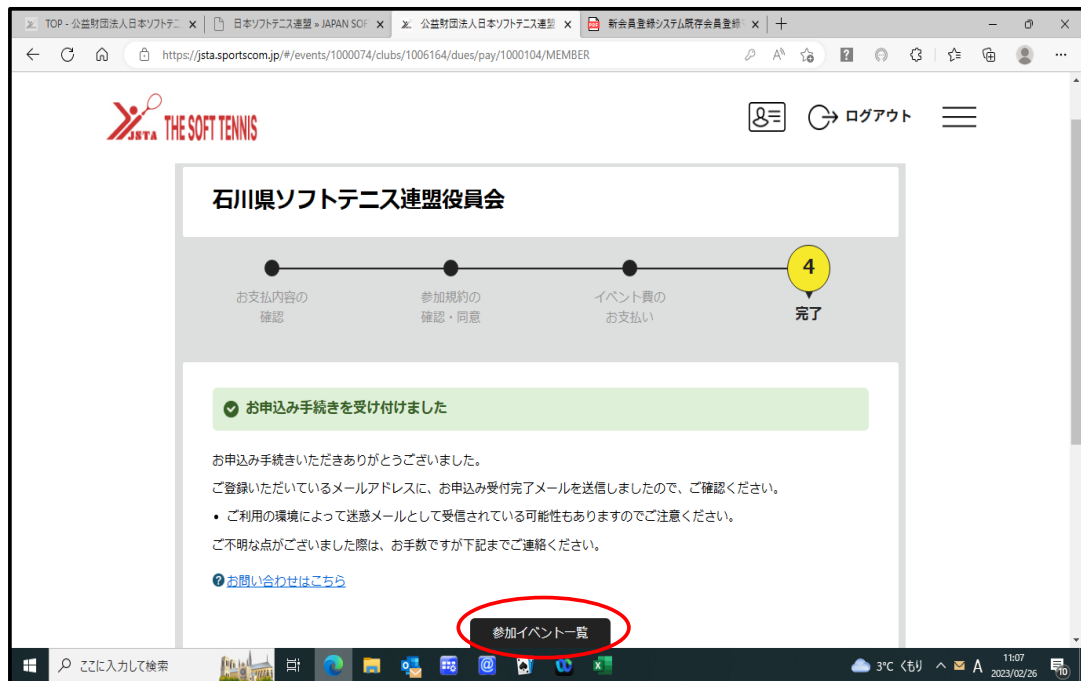 TOP - 公益財団法人日本ソフトテニ
日本ソフトテニス連盟 » JAPAN SOF
公益財団法人日本ソフトテニス連盟
新会員登録システム既存会員登録
https://jsta.sportscom.jp/#/events/1000074/clubs/1006164/dues/pay/1000104/MEMBER
JSTA THE SOFT TENNIS
ログアウト
石川県ソフトテニス連盟役員会
4
お支払内容の
確認
参加規約の
確認・同意
イベント費の
お支払い
完了
お申込み手続きを受け付けました
お申込み手続きいただきありがとうございました。
ご登録いただいているメールアドレスに、お申込み受付完了メールを送信しましたので、ご確認ください。
• ご利用の環境によって迷惑メールとして受信されている可能性もありますのでご注意ください。
ご不明な点がございました際は、お手数ですが下記までご連絡ください。
お問い合わせはこちら
参加イベント一覧
ここに入力して検索
3°C くもり
A
11:07
2023/02/26
10